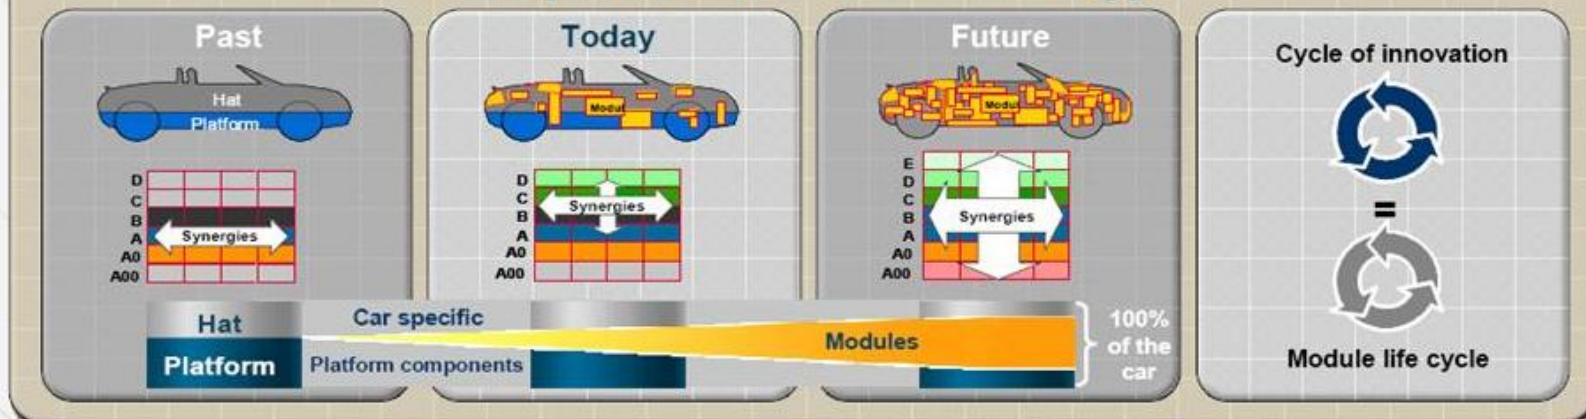 Past
Hat
Platform
D
C
B
A
A0
A00
Synergies
Today
Modul
D
C
B
A
A0
A00
Synergies
Future
Modul
E
D
C
B
A
A0
A00
Synergies
Hat
Platform
Car specific
Platform components
Modules
100%
of the
car
Cycle of innovation
=
Module life cycle